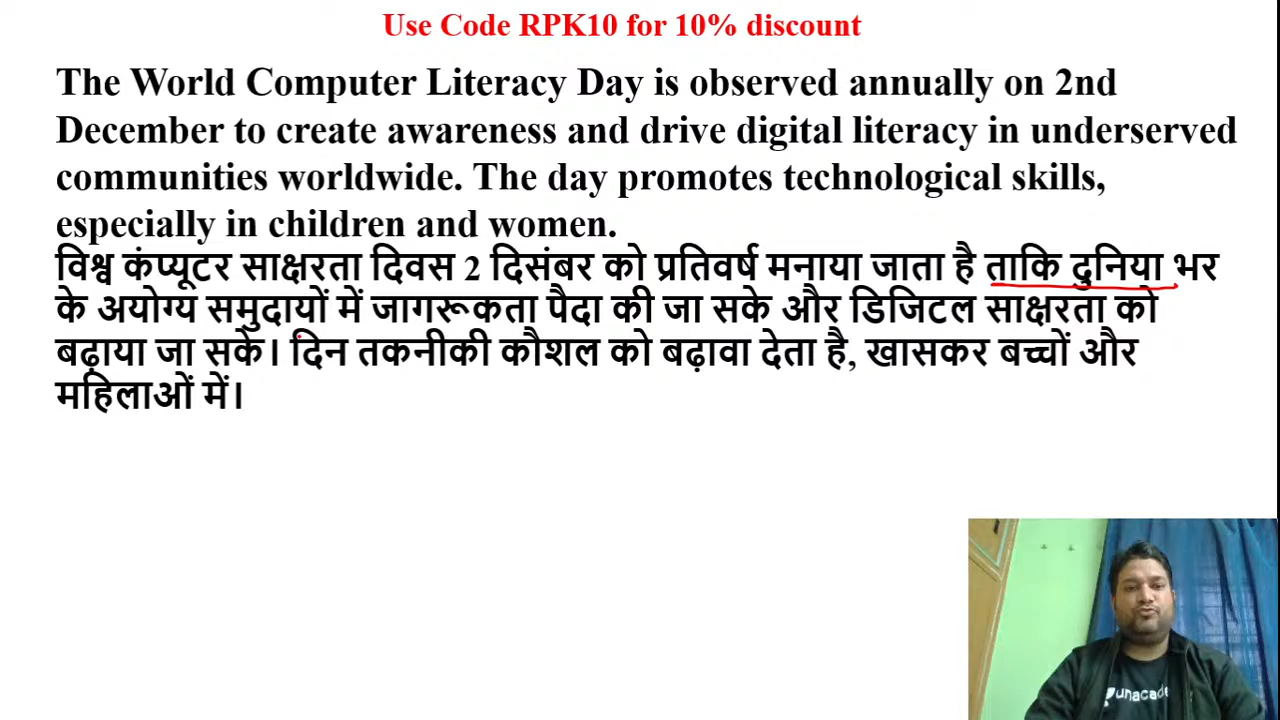 Use Code RPK10 for 10% discount
The World Computer Literacy Day is observed annually on 2nd
December to create awareness and drive digital literacy in underserved
communities worldwide. The day promotes technological skills,
especially in children and women.
विश्व कंप्यूटर साक्षरता दिवस 2 दिसंबर को प्रतिवर्ष मनाया जाता है ताकि दुनिया भर
के अयोग्य समुदायों में जागरूकता पैदा की जा सके और डिजिटल साक्षरता को
बढ़ाया जा सके। दिन तकनीकी कौशल को बढ़ावा देता है, खासकर बच्चों और
महिलाओं में।